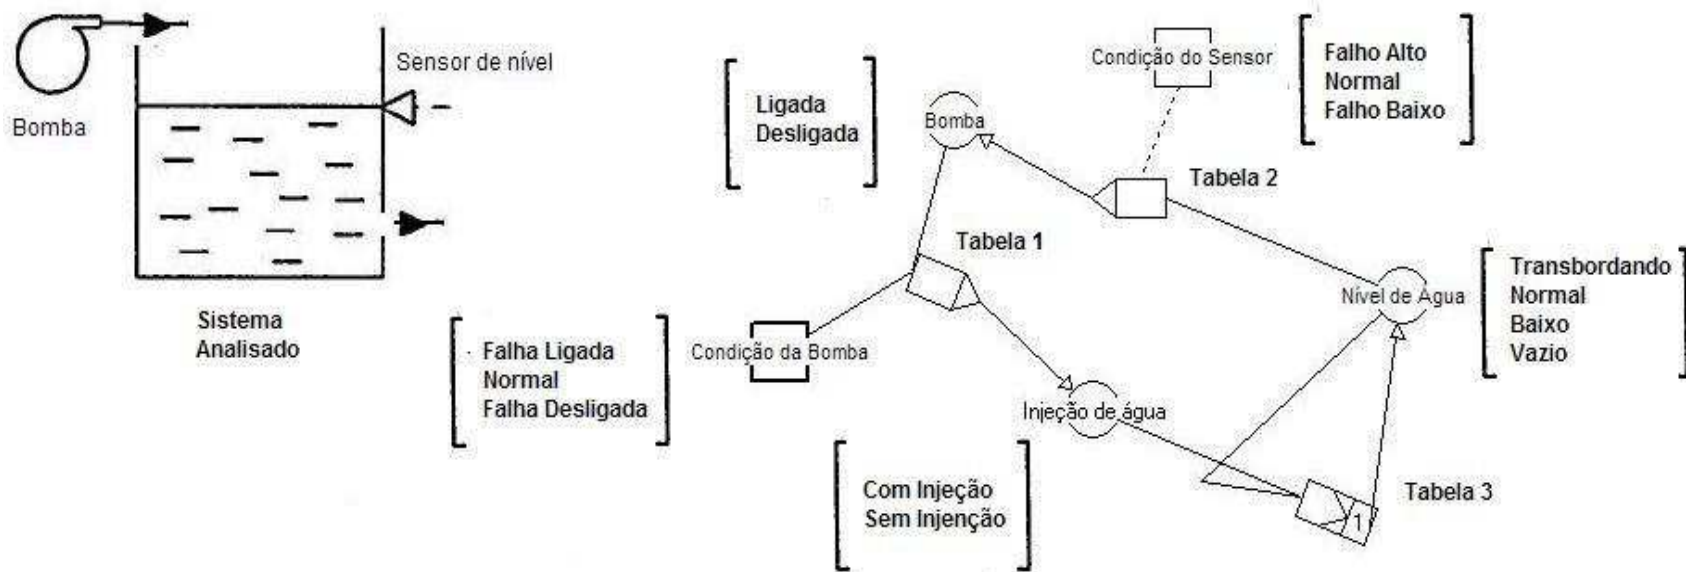 Bomba
Sensor de nível
Sistema
Analisado
Ligada
Desligada
Bomba
Condição do Sensor
Falho Alto
Normal
Falho Baixo
Tabela 2
Tabela 1
Nível de Água
Transbordando
Normal
Baixo
Vazio
Falha Ligada
Normal
Falha Desligada
Condição da Bomba
Injeção de água
Com Injeção
Sem Injenção
Tabela 3
1